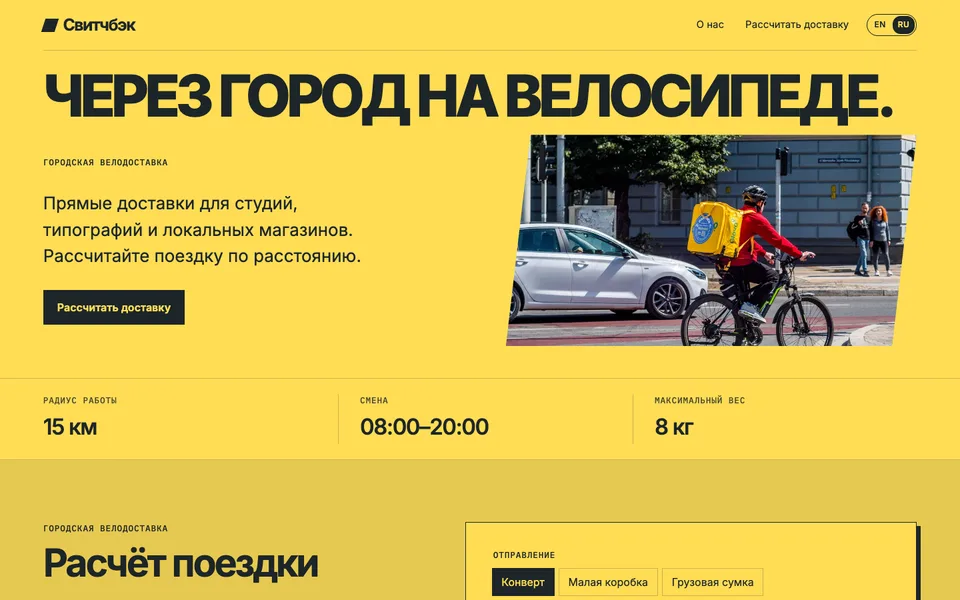 Свитчбэк
О нас
Рассчитать доставку
EN
RU
ЧЕРЕЗ ГОРОД НА ВЕЛОСИПЕДЕ.
ГОРОДСКАЯ ВЕЛОДОСТАВКА
Прямые доставки для студий,
типографий и локальных магазинов.
Рассчитайте поездку по расстоянию.
Рассчитать доставку
РАДИУС РАБОТЫ
15 км
СМЕНА
08:00–20:00
МАКСИМАЛЬНЫЙ ВЕС
8 кг
ГОРОДСКАЯ ВЕЛОДОСТАВКА
Расчёт поездки
ОТПРАВЛЕНИЕ
Конверт
Малая коробка
Грузовая сумка